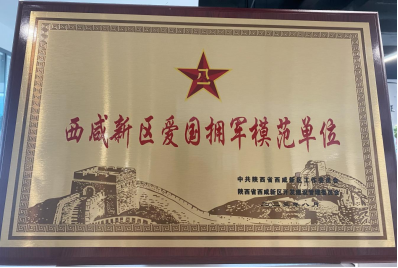 八一
西咸新区爱国拥军模范单位
中共陕西省西咸新区工作委员会
陕西省西咸新区开发建设管理委员会